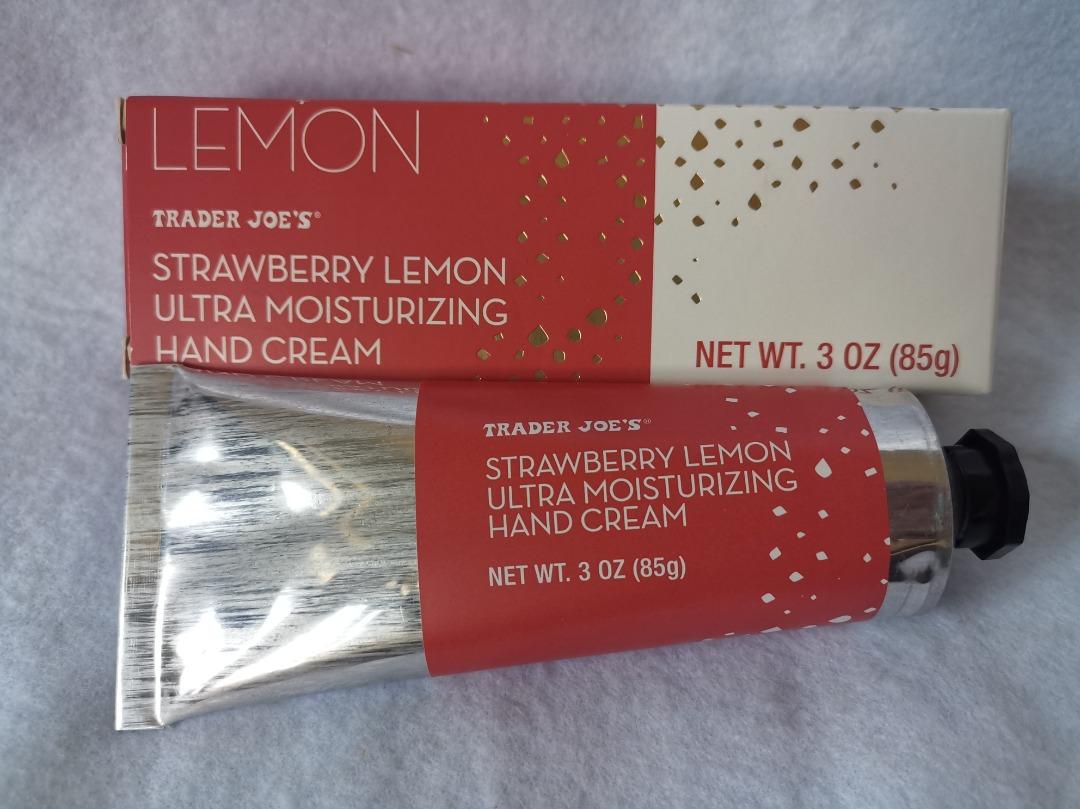 LEMON
TRADER JOE'S®
STRAWBERRY LEMON
ULTRA MOISTURIZING
HAND CREAM
NET WT. 3 OZ (85g)
TRADER JOE'S®
STRAWBERRY LEMON
ULTRA MOISTURIZING
HAND CREAM
NET WT. 3 OZ (85g)